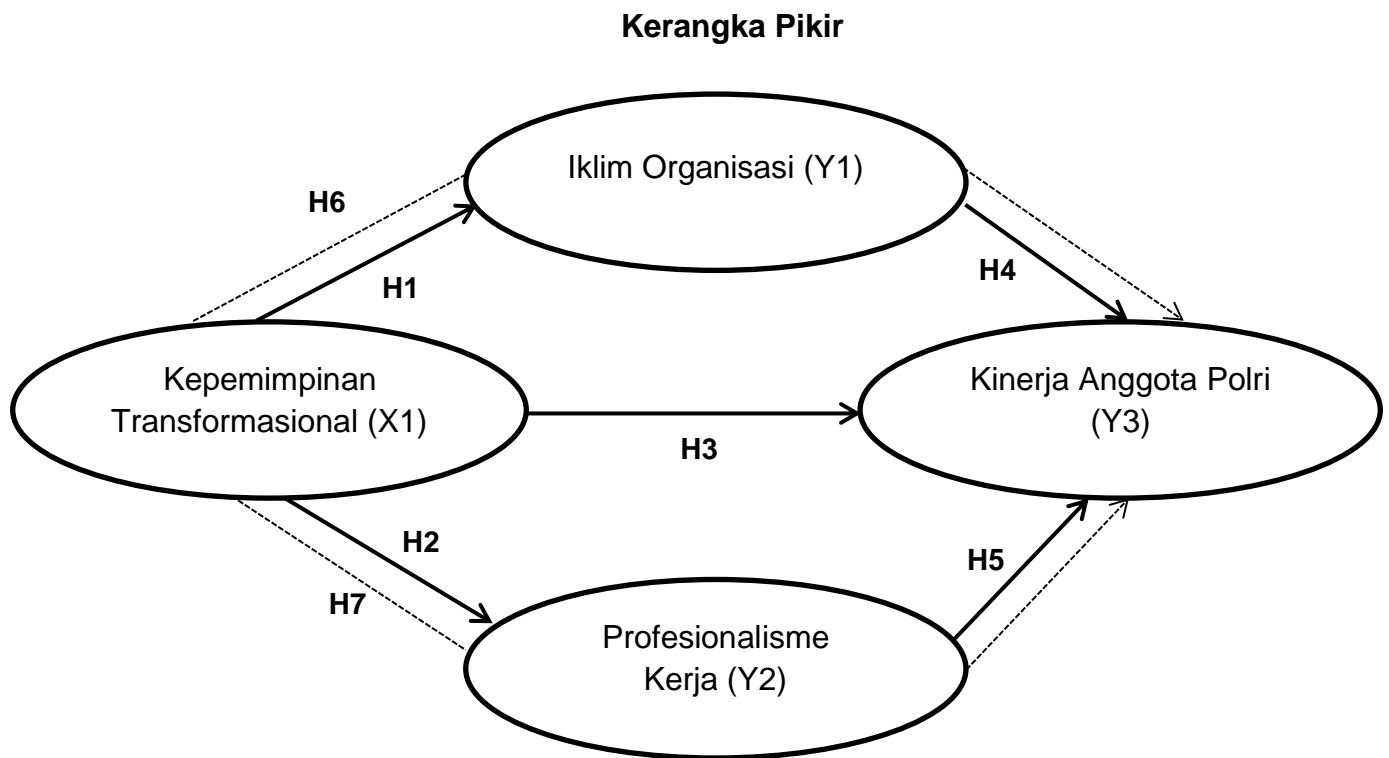 Kerangka Pikir
Iklim Organisasi (Y1)
H6
H1
H4
Kepemimpinan
Transformasional (X1)
Kinerja Anggota Polri
(Y3)
H3
H2
H5
H7
Profesionalisme
Kerja (Y2)